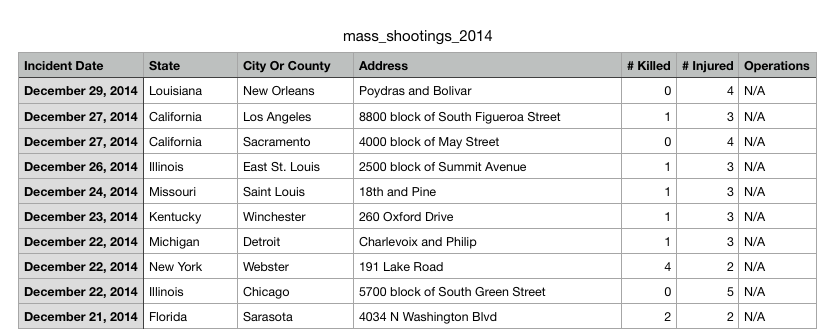 mass_shootings_2014
Incident Date State City Or County Address # Killed # Injured Operations
December 29, 2014 Louisiana New Orleans Poydras and Bolivar 0 4 N/A
December 27, 2014 California Los Angeles 8800 block of South Figueroa Street 1 3 N/A
December 27, 2014 California Sacramento 4000 block of May Street 0 4 N/A
December 26, 2014 Illinois East St. Louis 2500 block of Summit Avenue 1 3 N/A
December 24, 2014 Missouri Saint Louis 18th and Pine 1 3 N/A
December 23, 2014 Kentucky Winchester 260 Oxford Drive 1 3 N/A
December 22, 2014 Michigan Detroit Charlevoix and Philip 1 3 N/A
December 22, 2014 New York Webster 191 Lake Road 4 2 N/A
December 22, 2014 Illinois Chicago 5700 block of South Green Street 0 5 N/A
December 21, 2014 Florida Sarasota 4034 N Washington Blvd 2 2 N/A